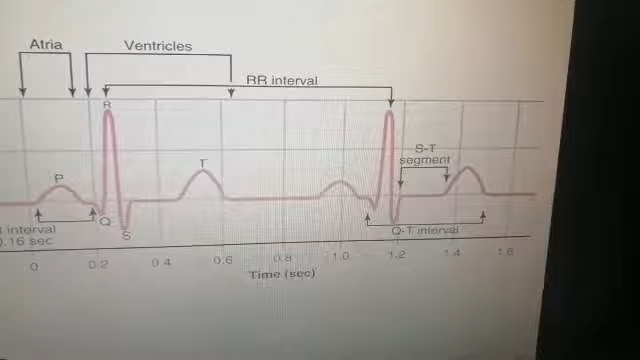 Atria
Ventricles
RR interval
R
S-T
segment
P
T
interval
0.16 sec
Q
S
Q-T interval
0 0.2 0.4 0.6 0.8 1.0 1.2 1.4 1.6
Time (sec)